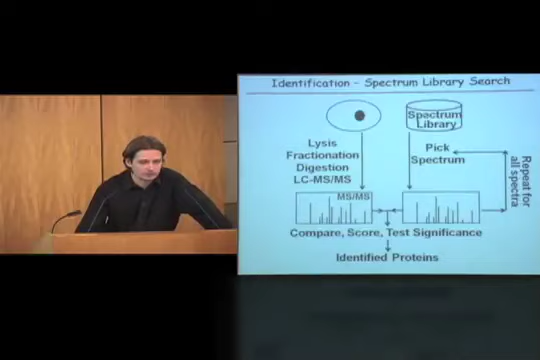 Identification - Spectrum Library Search
Spectrum
Library
Lysis
Fractionation
Digestion
LC-MS/MS
Pick
Spectrum
Repeat for
all spectra
MS/MS
Compare, Score, Test Significance
Identified Proteins